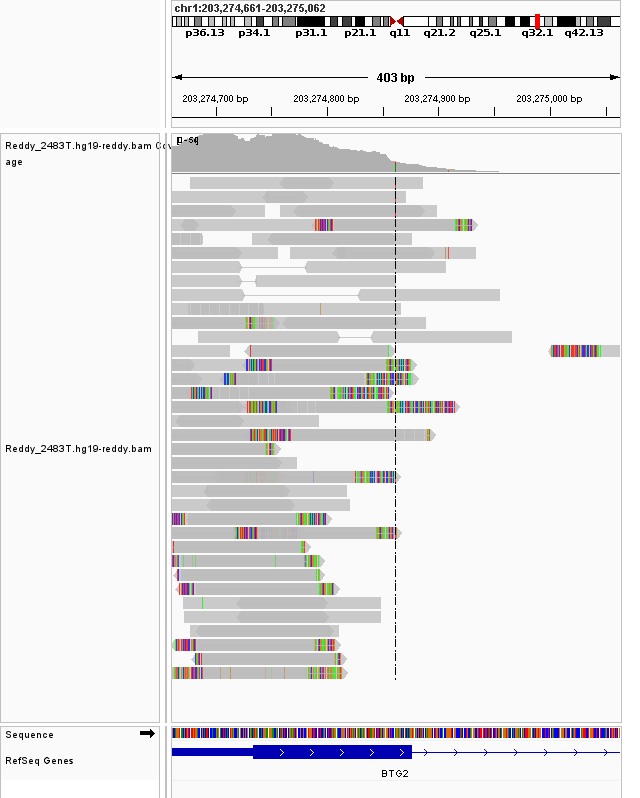 chr1:203,274,661-203,275,062
p36.13 p34.1 p31.1 p21.1 q11 q21.2 q25.1 q32.1 q42.13
403 bp
203,274,700 bp 203,274,800 bp 203,274,900 bp 203,275,000 bp
Reddy_2483T.hg19-reddy.bam Cov
age
Reddy_2483T.hg19-reddy.bam
Sequence
RefSeq Genes
BTG2